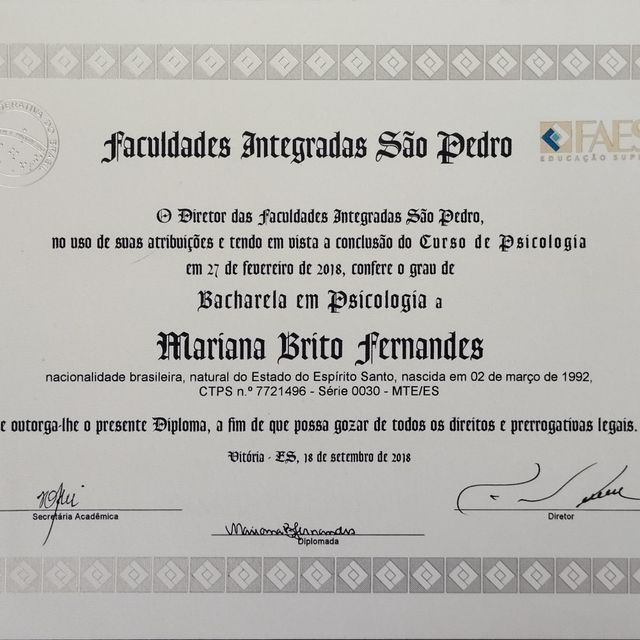 Faculdades Integradas São Pedro
FAES
EDUCAÇÃO
O Diretor das Faculdades Integradas São Pedro,
no uso de suas atribuições e tendo em vista a conclusão do Curso de Psicologia
em 27 de fevereiro de 2018, confere o grau de
Bacharela em Psicologia a
Mariana Brito Fernandes
nacionalidade brasileira, natural do Estado do Espírito Santo, nascida em 02 de março de 1992,
CTPS n.º 7721496 - Série 0030 - MTE/ES
e outorga-lhe o presente Diploma, a fim de que possa gozar de todos os direitos e prerrogativas legais.
Vitória - ES, 18 de setembro de 2018
Secretária Acadêmica
Mariana B. Fernandes
Diplomada
Diretor